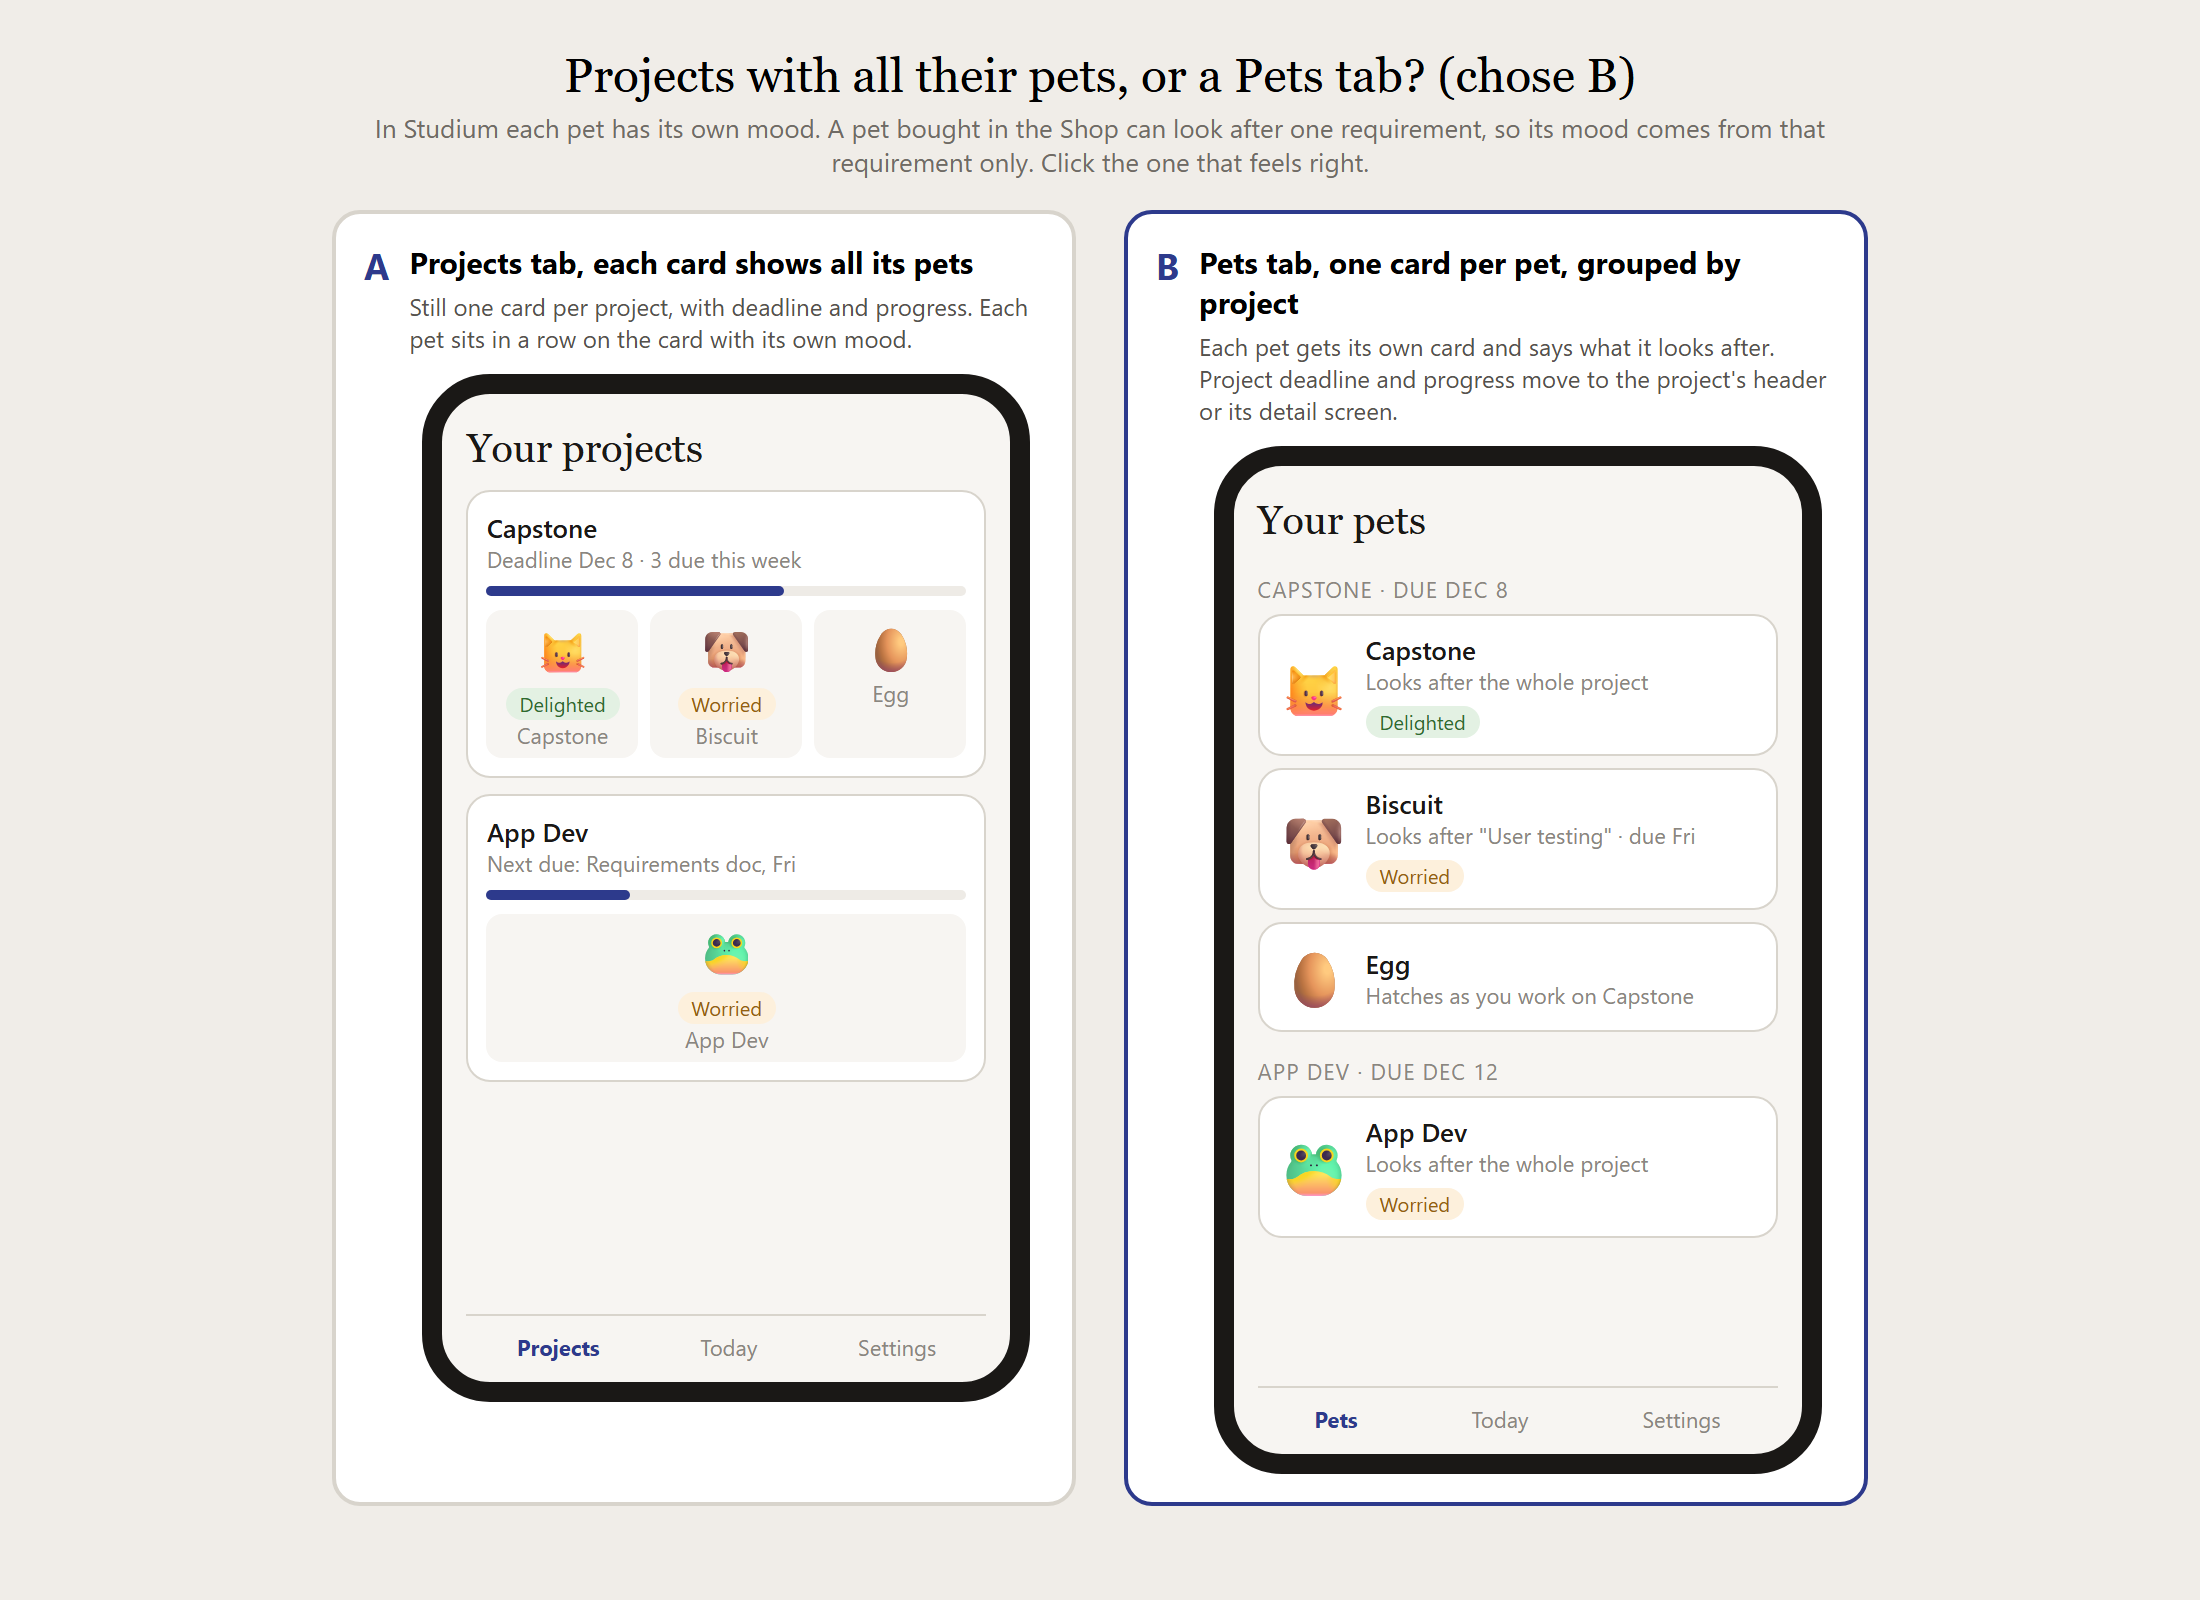 Projects with all their pets, or a Pets tab? (chose B)
In Studium each pet has its own mood. A pet bought in the Shop can look after one requirement, so its mood comes from that
requirement only. Click the one that feels right.
A
Projects tab, each card shows all its pets
Still one card per project, with deadline and progress. Each
pet sits in a row on the card with its own mood.
Your projects
Capstone
Deadline Dec 8 · 3 due this week
Delighted
Capstone
Worried
Biscuit
Egg
App Dev
Next due: Requirements doc, Fri
Worried
App Dev
Projects
Today
Settings
B
Pets tab, one card per pet, grouped by
project
Each pet gets its own card and says what it looks after.
Project deadline and progress move to the project's header
or its detail screen.
Your pets
CAPSTONE · DUE DEC 8
Capstone
Looks after the whole project
Delighted
Biscuit
Looks after "User testing" · due Fri
Worried
Egg
Hatches as you work on Capstone
APP DEV · DUE DEC 12
App Dev
Looks after the whole project
Worried
Pets
Today
Settings